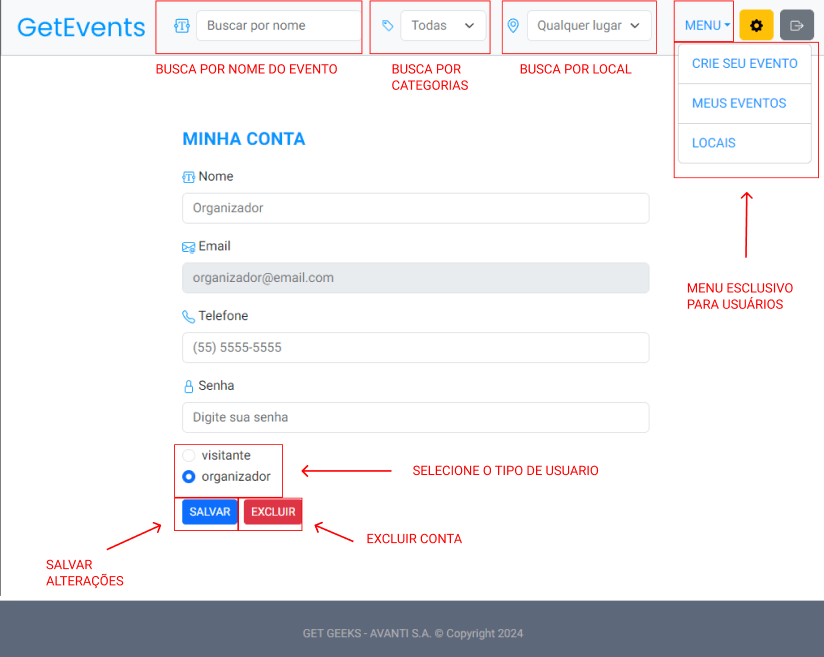 GetEvents
Buscar por nome
Todas
Qualquer lugar
MENU
BUSCA POR NOME DO EVENTO
BUSCA POR
CATEGORIAS
BUSCA POR LOCAL
CRIE SEU EVENTO
MEUS EVENTOS
LOCAIS
MENU ESCLUSIVO
PARA USUÁRIOS
MINHA CONTA
Nome
Organizador
Email
organizador@email.com
Telefone
(55) 5555-5555
Senha
Digite sua senha
visitante
organizador
SELECIONE O TIPO DE USUARIO
SALVAR
EXCLUIR
EXCLUIR CONTA
SALVAR
ALTERAÇÕES
GET GEEKS - AVANTI S.A. © Copyright 2024